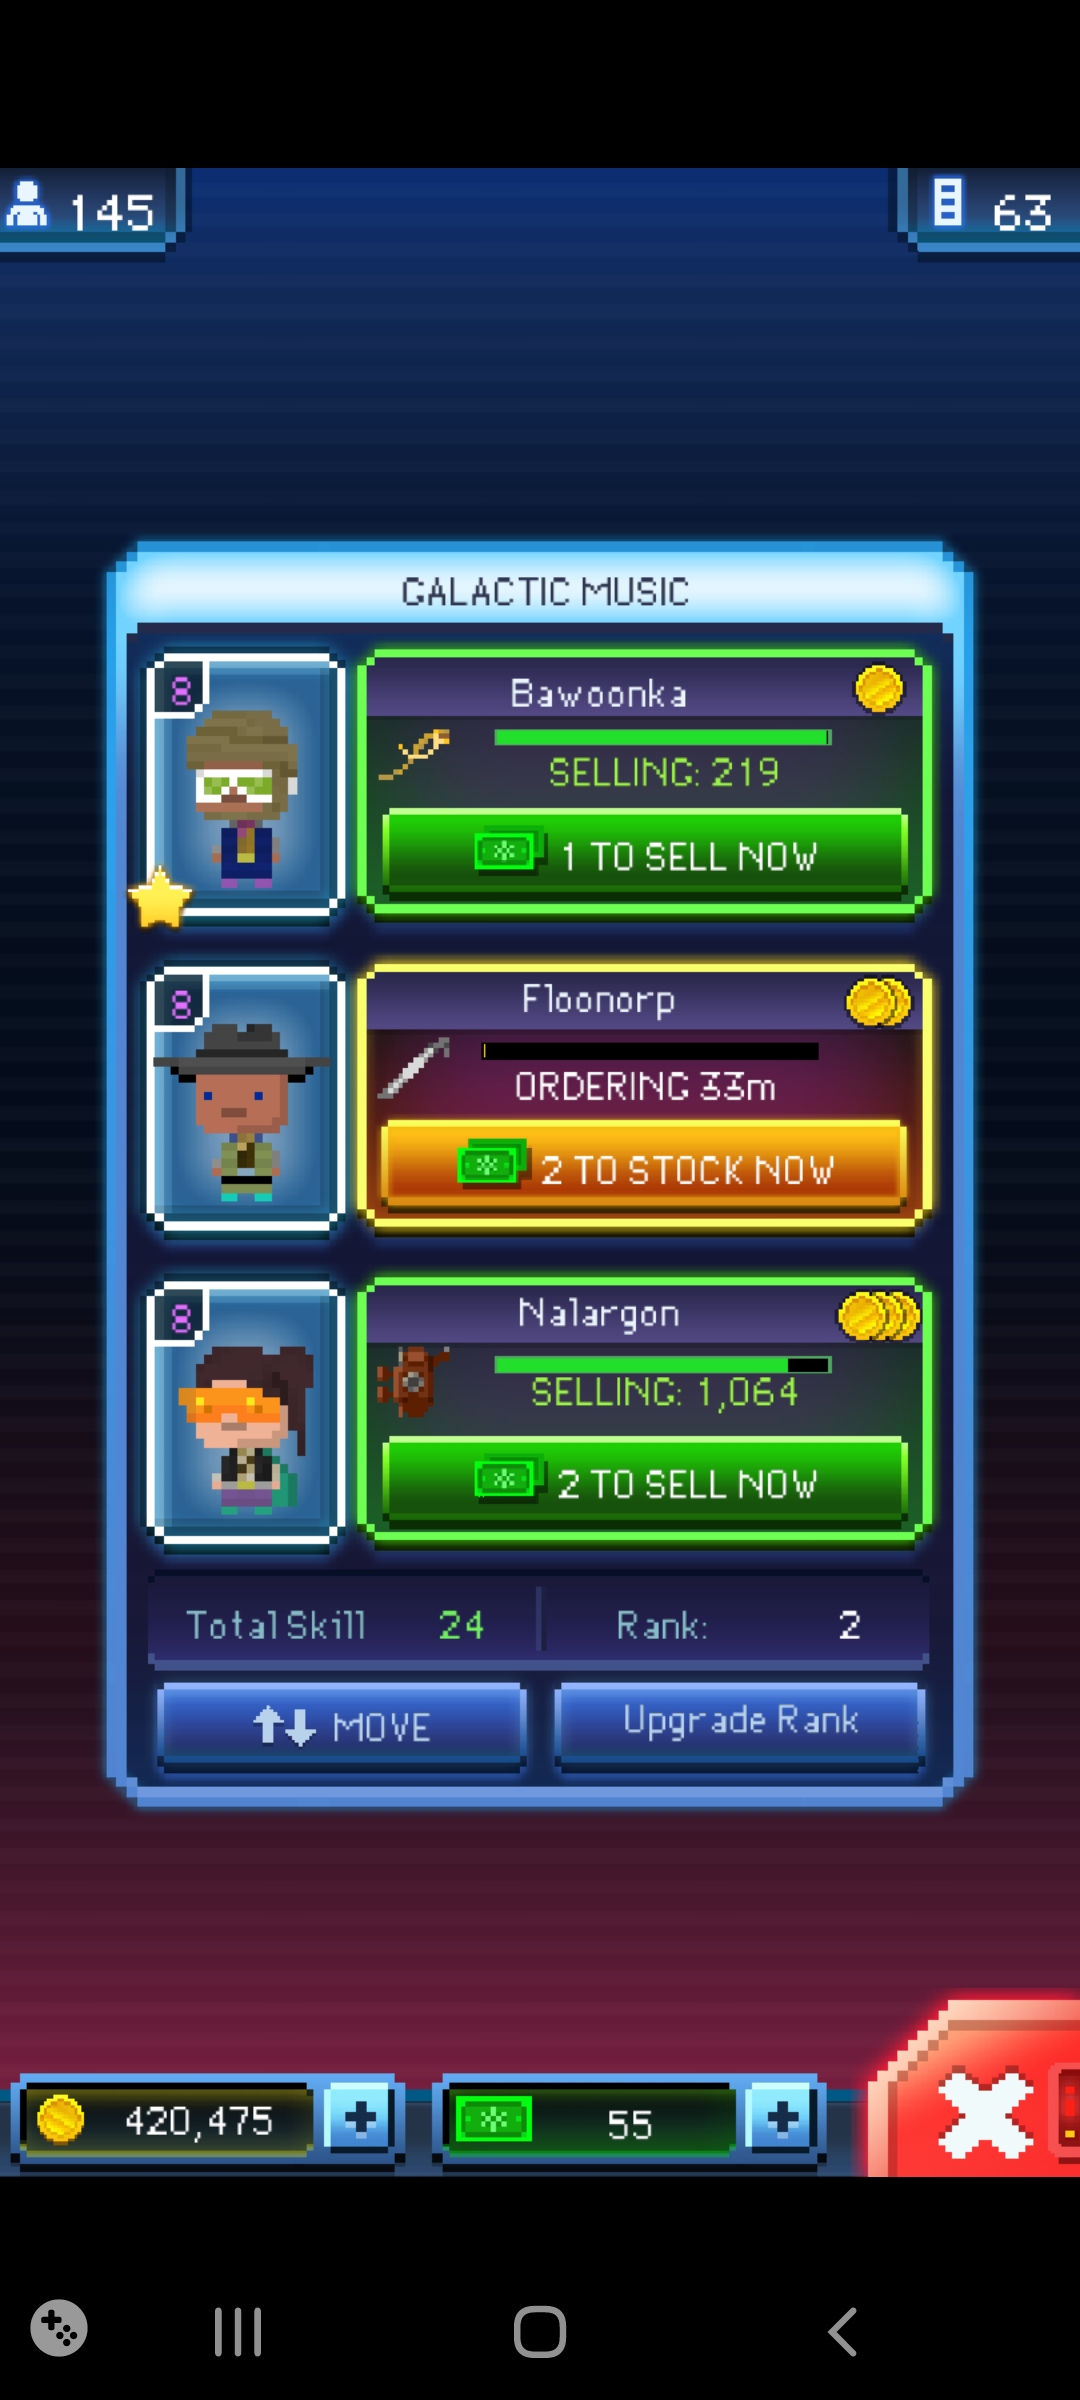 145
63
GALACTIC MUSIC
8
Bawoonka
SELLING: 219
1 TO SELL NOW
8
Floonorp
ORDERING 33m
2 TO STOCK NOW
8
Nalargon
SELLING: 1,064
2 TO SELL NOW
Total Skill 24 Rank: 2
MOVE Upgrade Rank
420,475 55